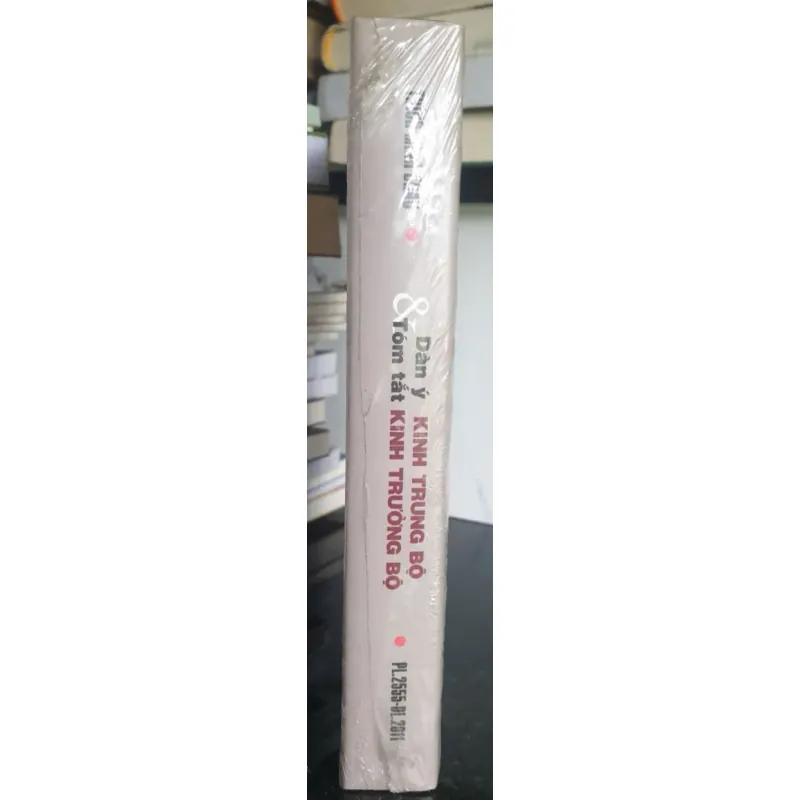 Dàn ý KINH TRUNG BỘ
& Tóm tắt KINH TRƯỜNG BỘ
PL.2555-DL.2011